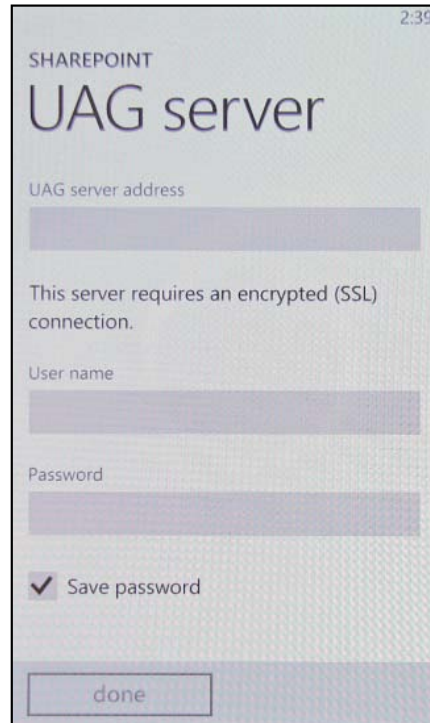 2:39
SHAREPOINT
UAG server
UAG server address
This server requires an encrypted (SSL)
connection.
User name
Password
Save password
done